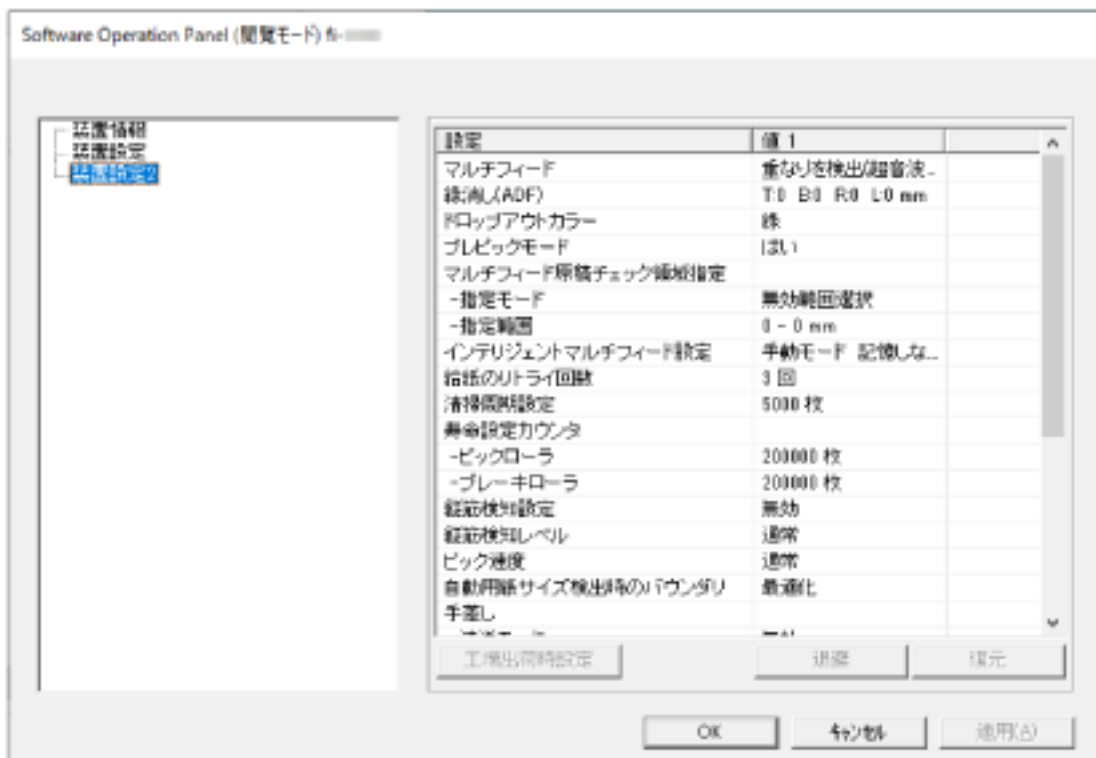 Software Operation Panel (閲覧モード) fi-
装置情報
装置設定
装置設定2
設定 値 1
マルチフィード 重なりを検出(超音波...
縁消し(ADF) T:0 B:0 R:0 L:0 mm
ドロップアウトカラー 緑
プレピックモード はい
マルチフィード原稿チェック領域指定
-指定モード 無効範囲選択
-指定範囲 0 - 0 mm
インテリジェントマルチフィード設定 手動モード 記憶しな...
給紙のリトライ回数 3 回
清掃周期設定 5000 枚
寿命設定カウンタ
-ピックローラ 200000 枚
-ブレーキローラ 200000 枚
縦筋検知設定 無効
縦筋検知レベル 通常
ピック速度 通常
自動用紙サイズ検出時のバウンダリ 最適化
手差し
工場出荷時設定 退避 復元
OK キャンセル 適用(A)